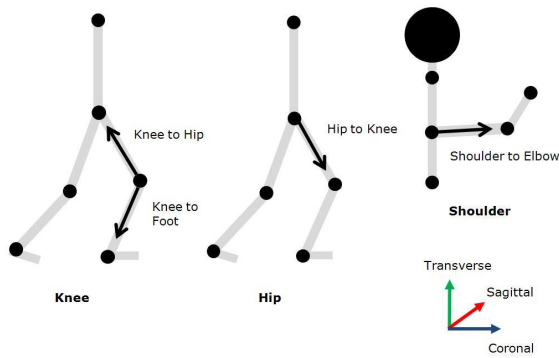 Knee to Hip
Knee to
Foot
Knee
Hip to Knee
Hip
Shoulder to Elbow
Shoulder
Transverse
Sagittal
Coronal